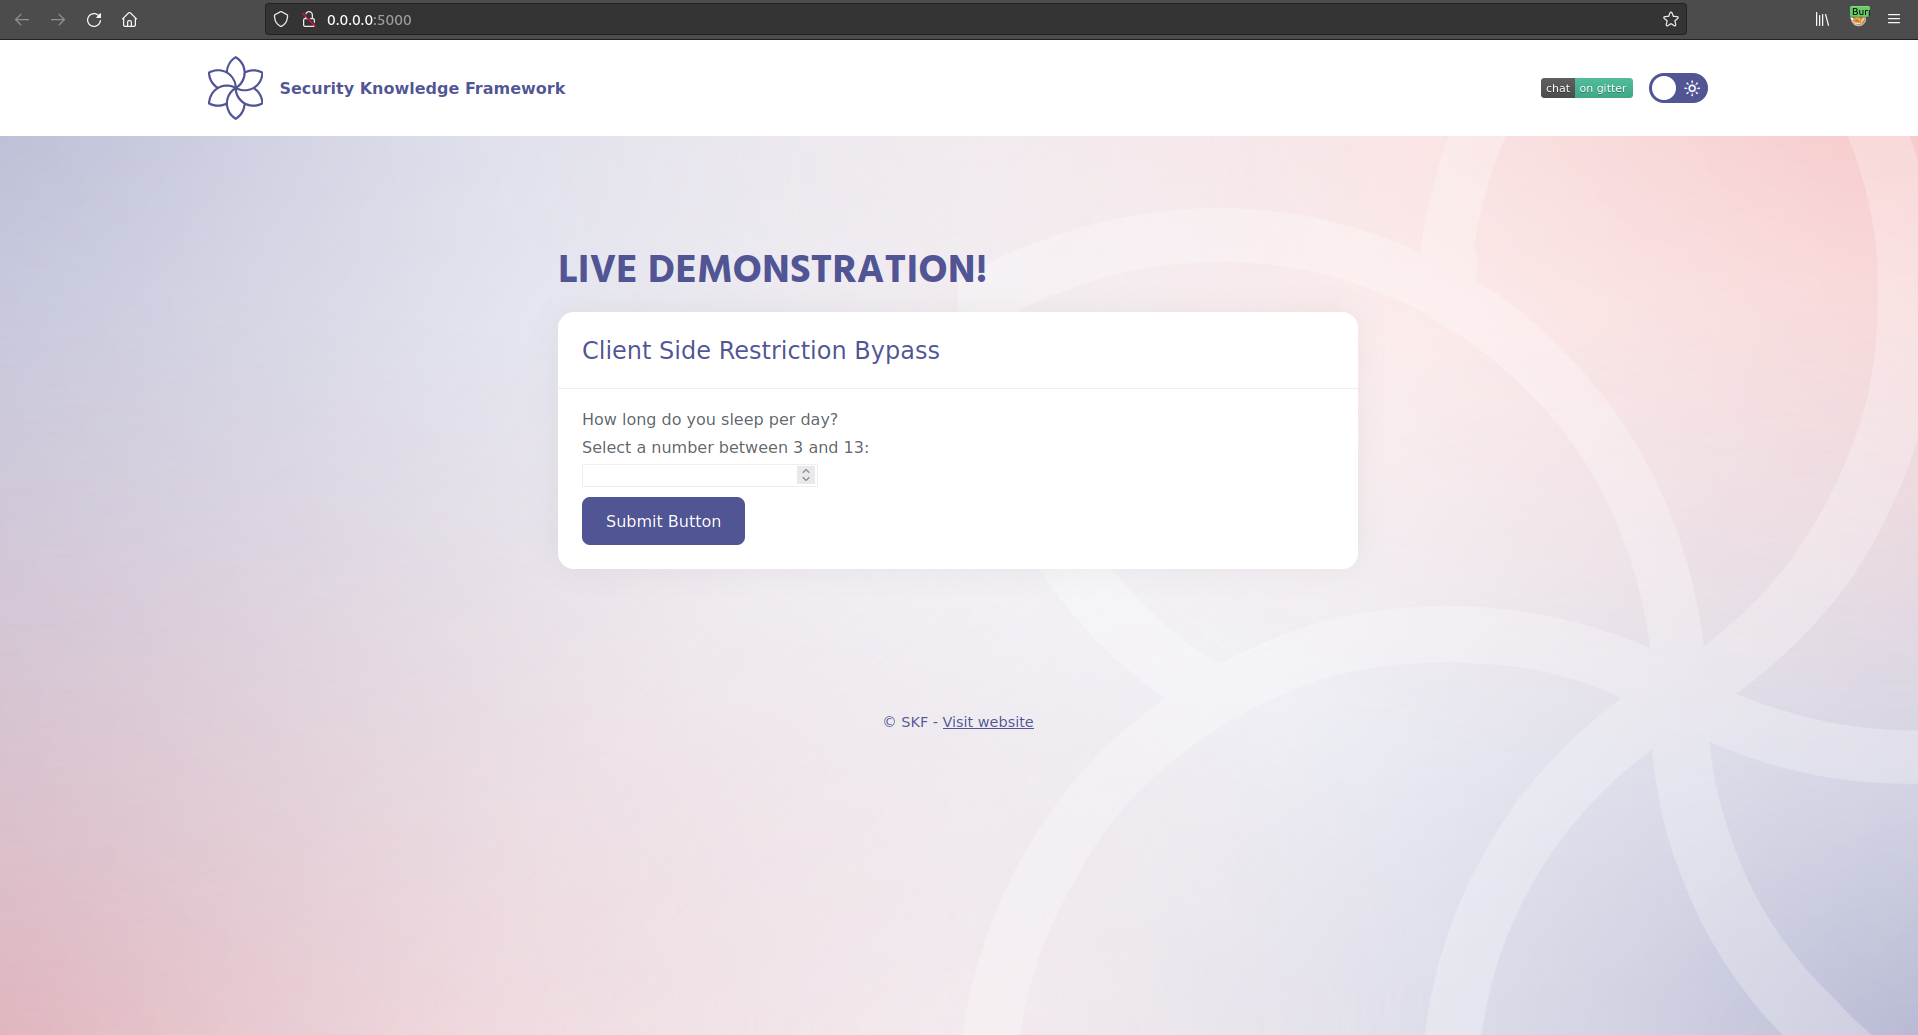 0.0.0.0:5000
Bur
Security Knowledge Framework
chat on gitter
LIVE DEMONSTRATION!
Client Side Restriction Bypass
How long do you sleep per day?
Select a number between 3 and 13:
Submit Button
© SKF - Visit website